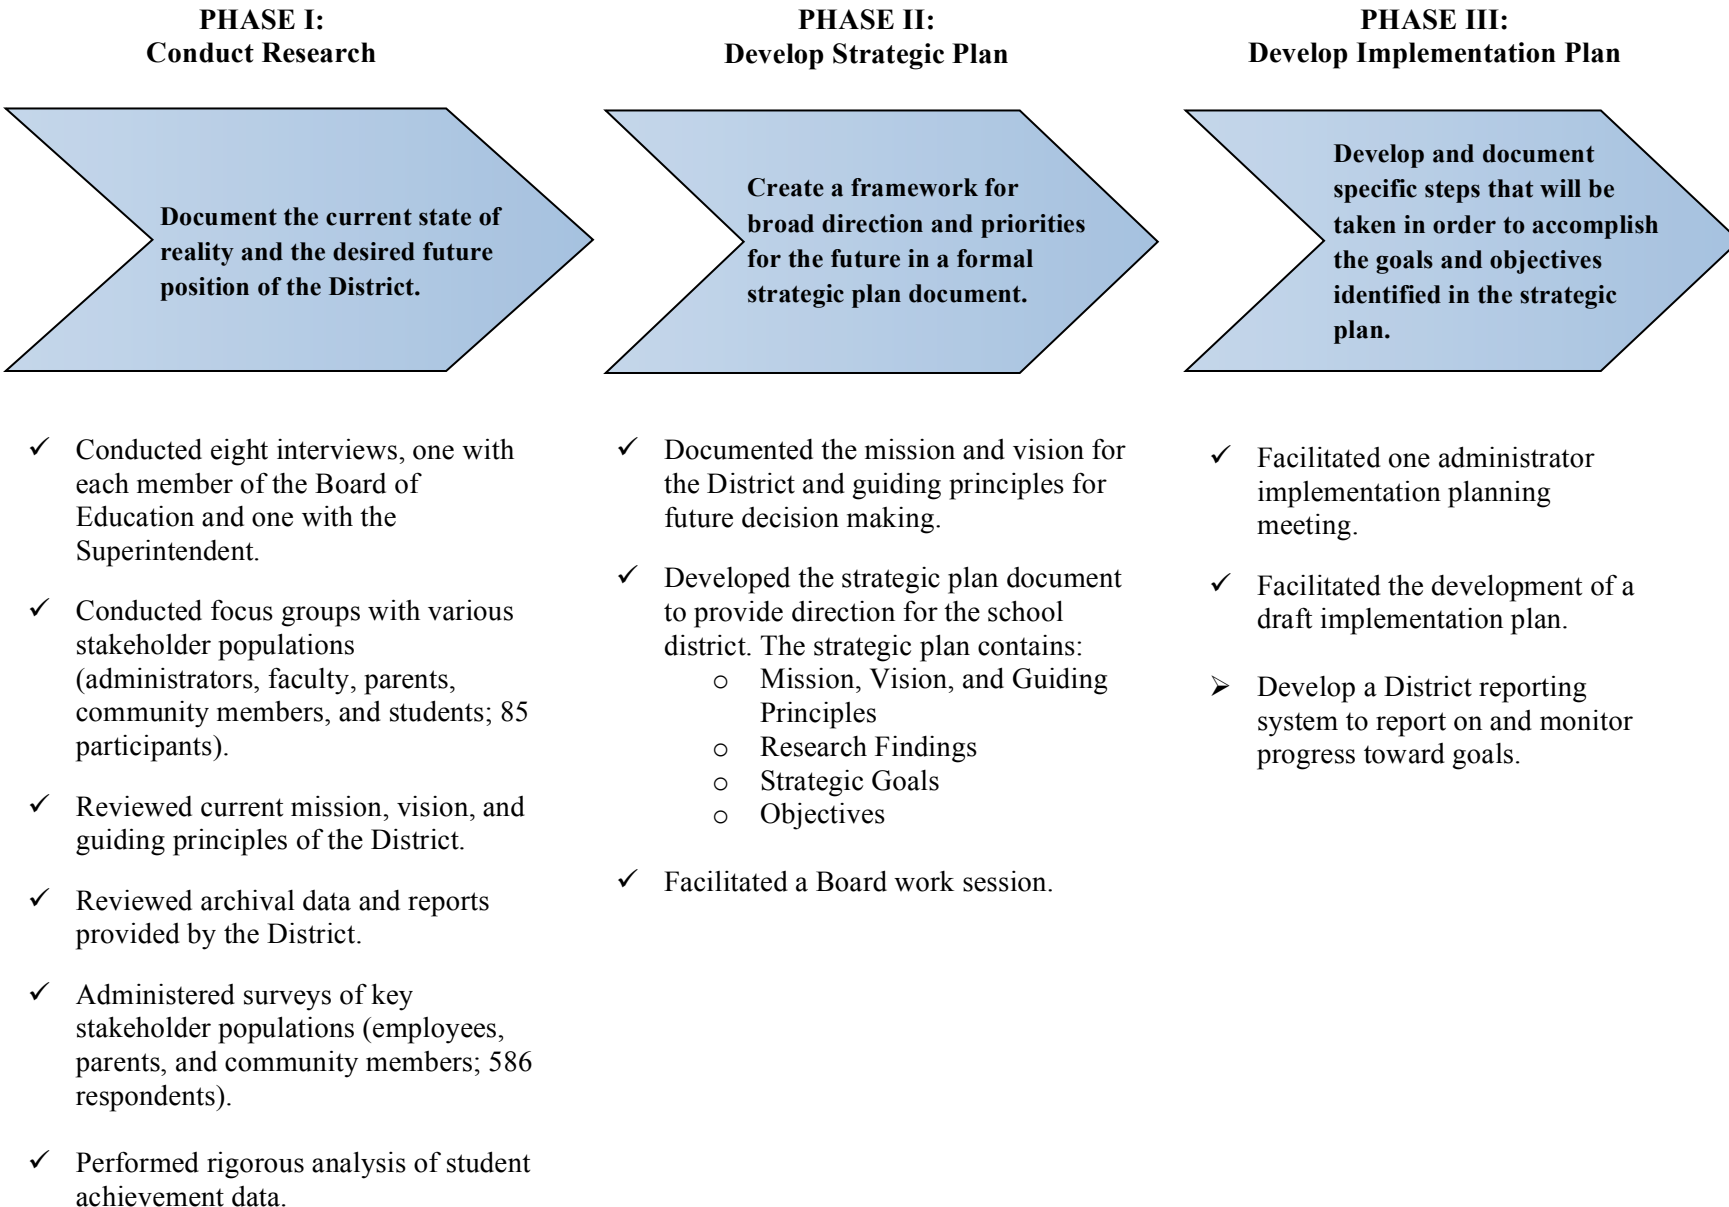 PHASE I:
Conduct Research
Document the current state of
reality and the desired future
position of the District.
✓ Conducted eight interviews, one with
each member of the Board of
Education and one with the
Superintendent.
✓ Conducted focus groups with various
stakeholder populations
(administrators, faculty, parents,
community members, and students; 85
participants).
✓ Reviewed current mission, vision, and
guiding principles of the District.
✓ Reviewed archival data and reports
provided by the District.
✓ Administered surveys of key
stakeholder populations (employees,
parents, and community members; 586
respondents).
✓ Performed rigorous analysis of student
achievement data.
PHASE II:
Develop Strategic Plan
Create a framework for
broad direction and priorities
for the future in a formal
strategic plan document.
✓ Documented the mission and vision for
the District and guiding principles for
future decision making.
✓ Developed the strategic plan document
to provide direction for the school
district. The strategic plan contains:
o Mission, Vision, and Guiding
Principles
o Research Findings
o Strategic Goals
o Objectives
✓ Facilitated a Board work session.
PHASE III:
Develop Implementation Plan
Develop and document
specific steps that will be
taken in order to accomplish
the goals and objectives
identified in the strategic
plan.
✓ Facilitated one administrator
implementation planning
meeting.
✓ Facilitated the development of a
draft implementation plan.
➢ Develop a District reporting
system to report on and monitor
progress toward goals.